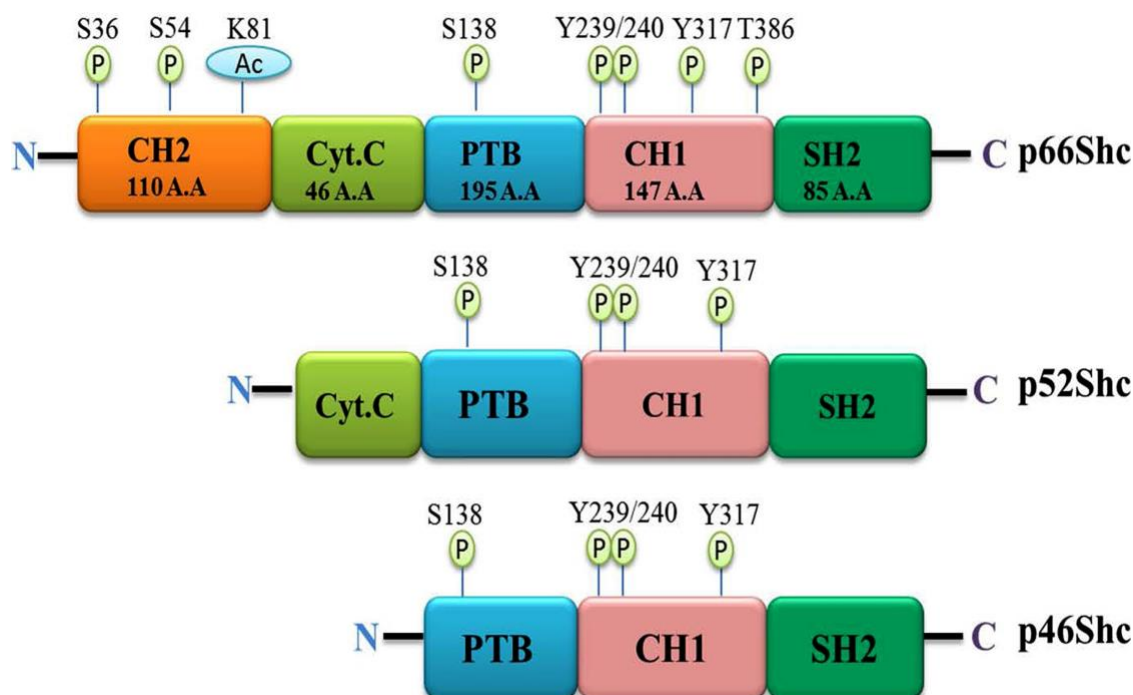 S36 S54 K81 S138 Y239/240 Y317 T386
P P Ac P P P P P
N CH2 Cyt.C PTB CH1 SH2 C p66Shc
110 A.A 46 A.A 195 A.A 147 A.A 85 A.A
S138 Y239/240 Y317
P P P P
N Cyt.C PTB CH1 SH2 C p52Shc
S138 Y239/240 Y317
P P P P
N PTB CH1 SH2 C p46Shc